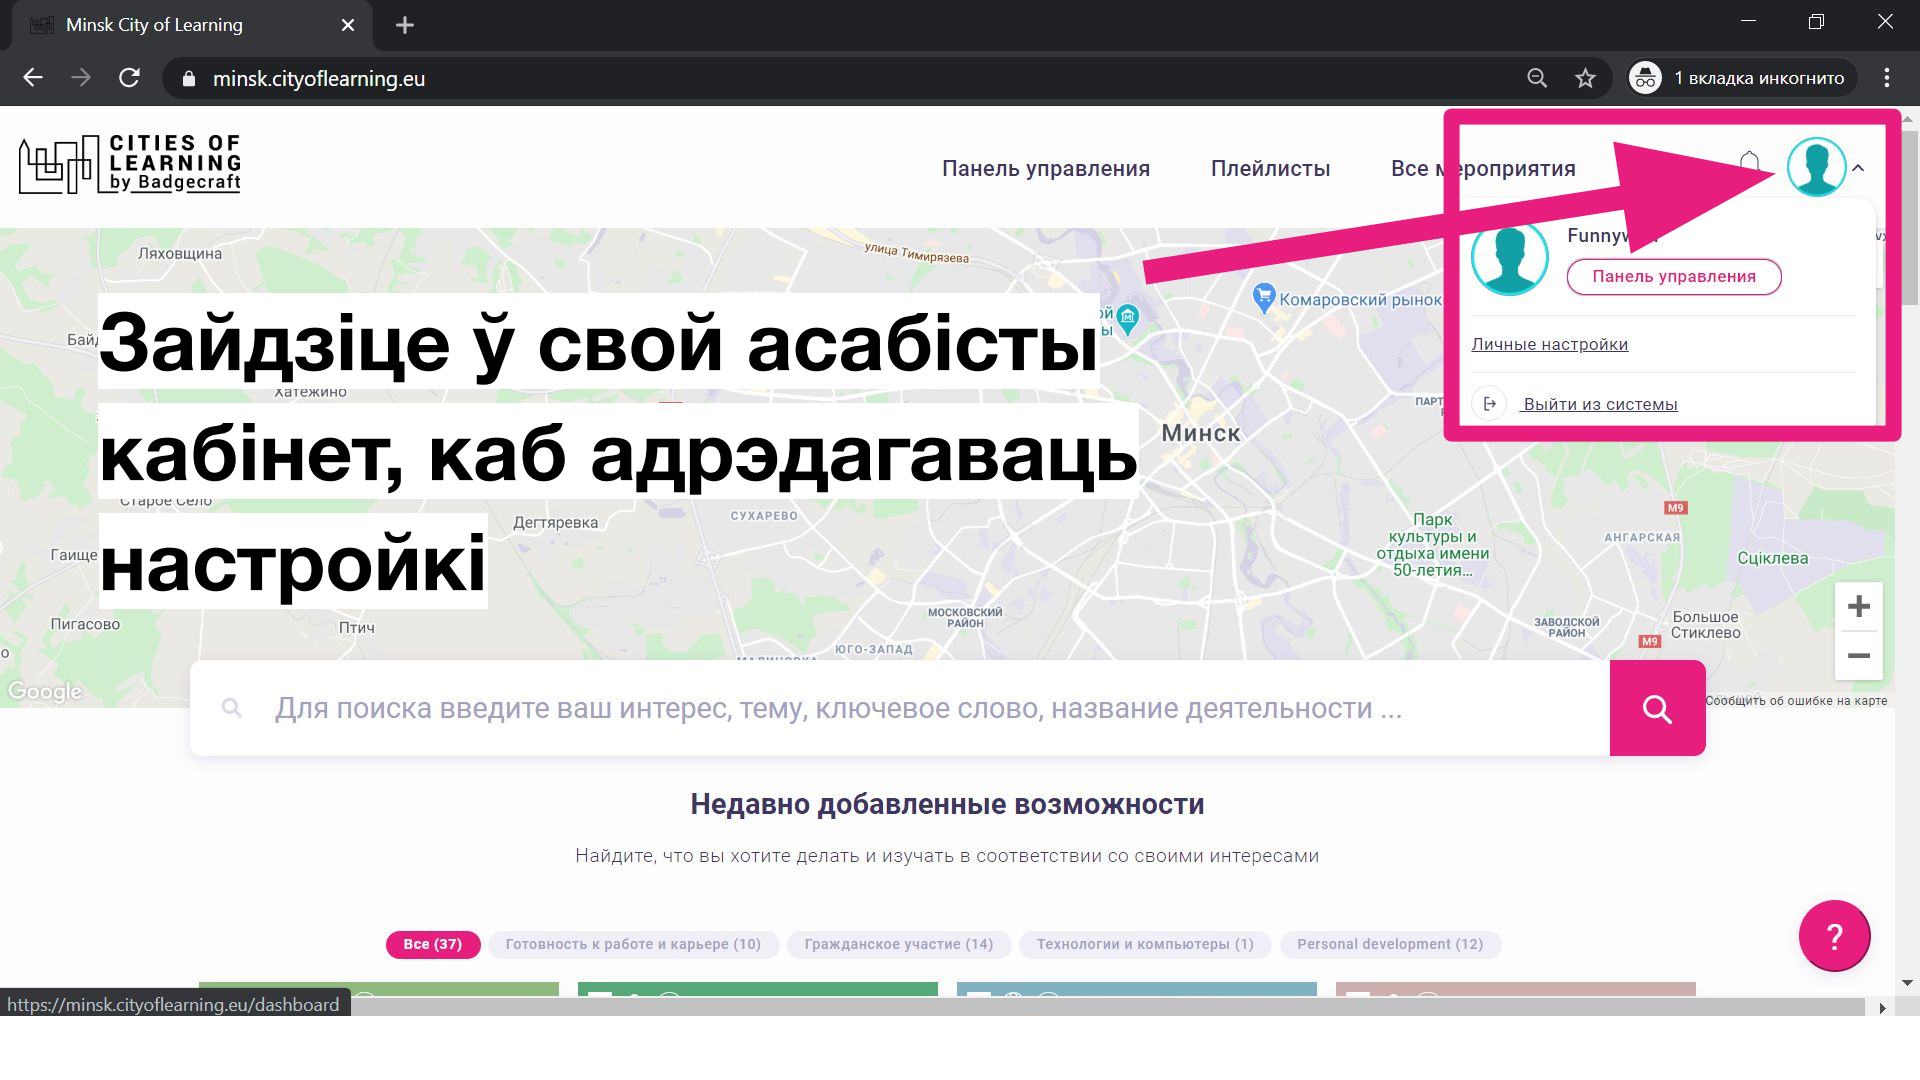 Minsk City of Learning
minsk.cityoflearning.eu
1 вкладка инкогнито
CITIES OF
LEARNING
by Badgecraft
Панель управления
Плейлисты
Все мероприятия
Панель управления
Личные настройки
Выйти из системы
Ляховщина
улица Тимирязева
Комаровский рынок
Зайдзіце ў свой асабісты
кабінет, каб адрэдагаваць
настройкі
Хатежино
Минск
Старое Село
СУХАРЕВО
Дегтяревка
M9
Парк
культуры и
отдыха имени
50-летия...
АНГАРСКАЯ
Сціклева
Гаище
Пигасово
Птич
МОСКОВСКИЙ
РАЙОН
ЗАВОДСКОЙ
РАЙОН
Большое
Стиклево
M9
ЮГО-ЗАПАД
Google
Сообщить об ошибке на карте
Для поиска введите ваш интерес, тему, ключевое слово, название деятельности ...
Недавно добавленные возможности
Найдите, что вы хотите делать и изучать в соответствии со своими интересами
Все (37)
Готовность к работе и карьере (10)
Гражданское участие (14)
Технологии и компьютеры (1)
Personal development (12)
?
https://minsk.cityoflearning.eu/dashboard